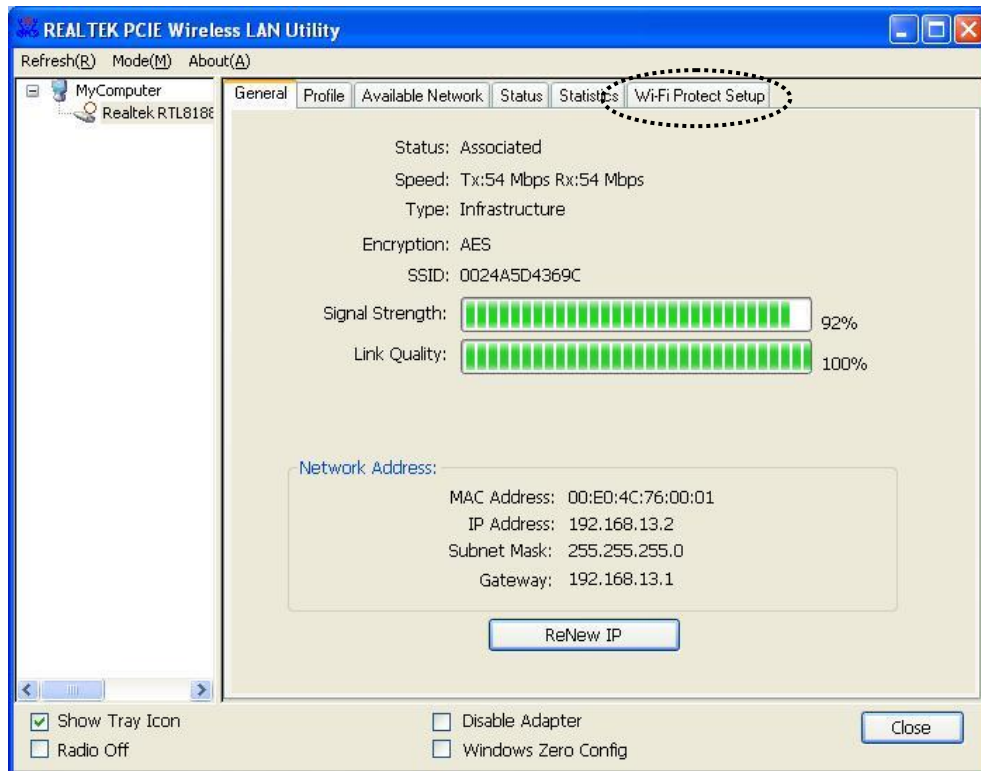 REALTEK PCIE Wireless LAN Utility
Refresh(R) Mode(M) About(A)
MyComputer
Realtek RTL8188
General Profile Available Network Status Statistics Wi-Fi Protect Setup
Status: Associated
Speed: Tx:54 Mbps Rx:54 Mbps
Type: Infrastructure
Encryption: AES
SSID: 0024A5D4369C
Signal Strength: 92%
Link Quality: 100%
Network Address:
MAC Address: 00:E0:4C:76:00:01
IP Address: 192.168.13.2
Subnet Mask: 255.255.255.0
Gateway: 192.168.13.1
ReNew IP
Show Tray Icon
Radio Off
Disable Adapter
Windows Zero Config
Close